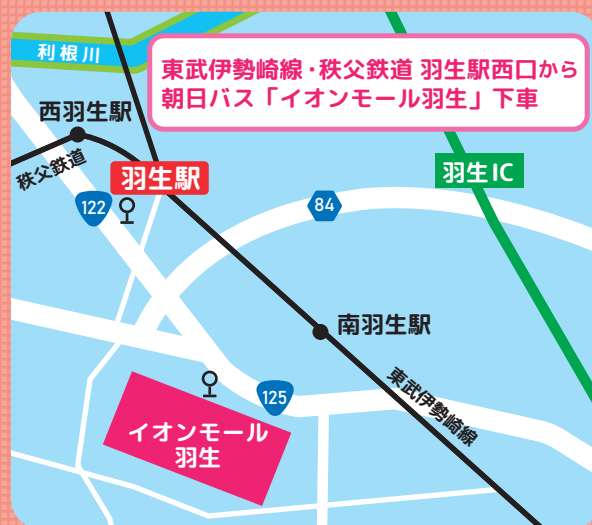 利根川
東武伊勢崎線・秩父鉄道 羽生駅西口から
朝日バス「イオンモール羽生」下車
西羽生駅
秩父鉄道
羽生駅
羽生IC
122
84
南羽生駅
東武伊勢崎線
125
イオンモール
羽生